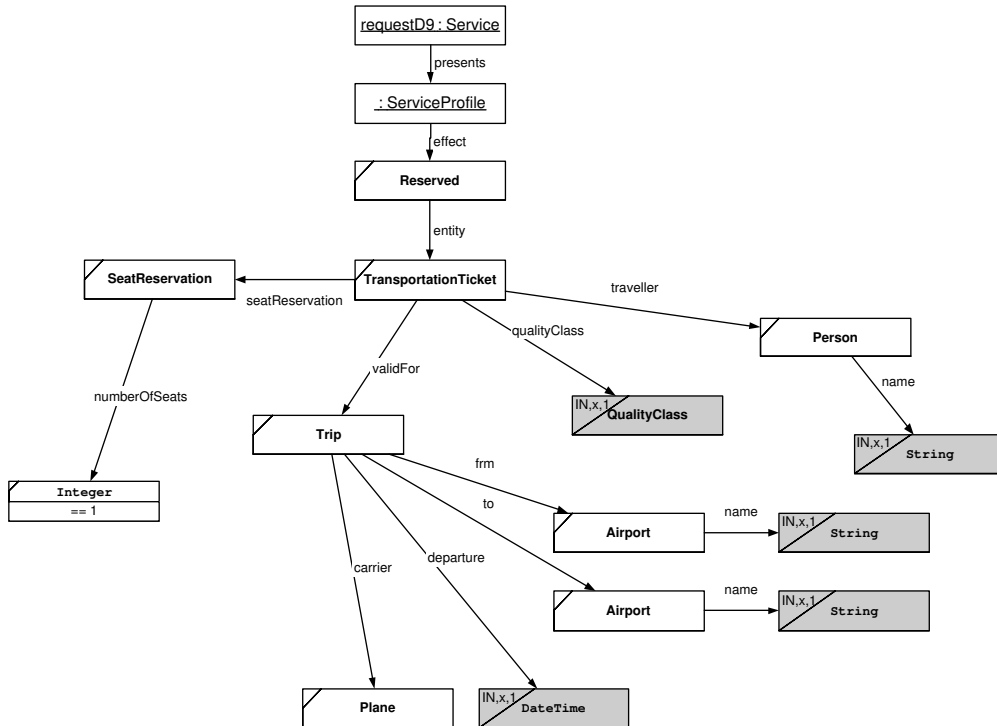 requestD9 : Service
presents
: ServiceProfile
effect
Reserved
entity
SeatReservation
TransportationTicket
seatReservation
traveller
qualityClass
Person
validFor
name
numberOfSeats
IN,x,1
QualityClass
Trip
IN,x,1
String
frm
Integer
== 1
to
Airport
name
IN,x,1
String
carrier
departure
Airport
name
IN,x,1
String
Plane
IN,x,1
DateTime